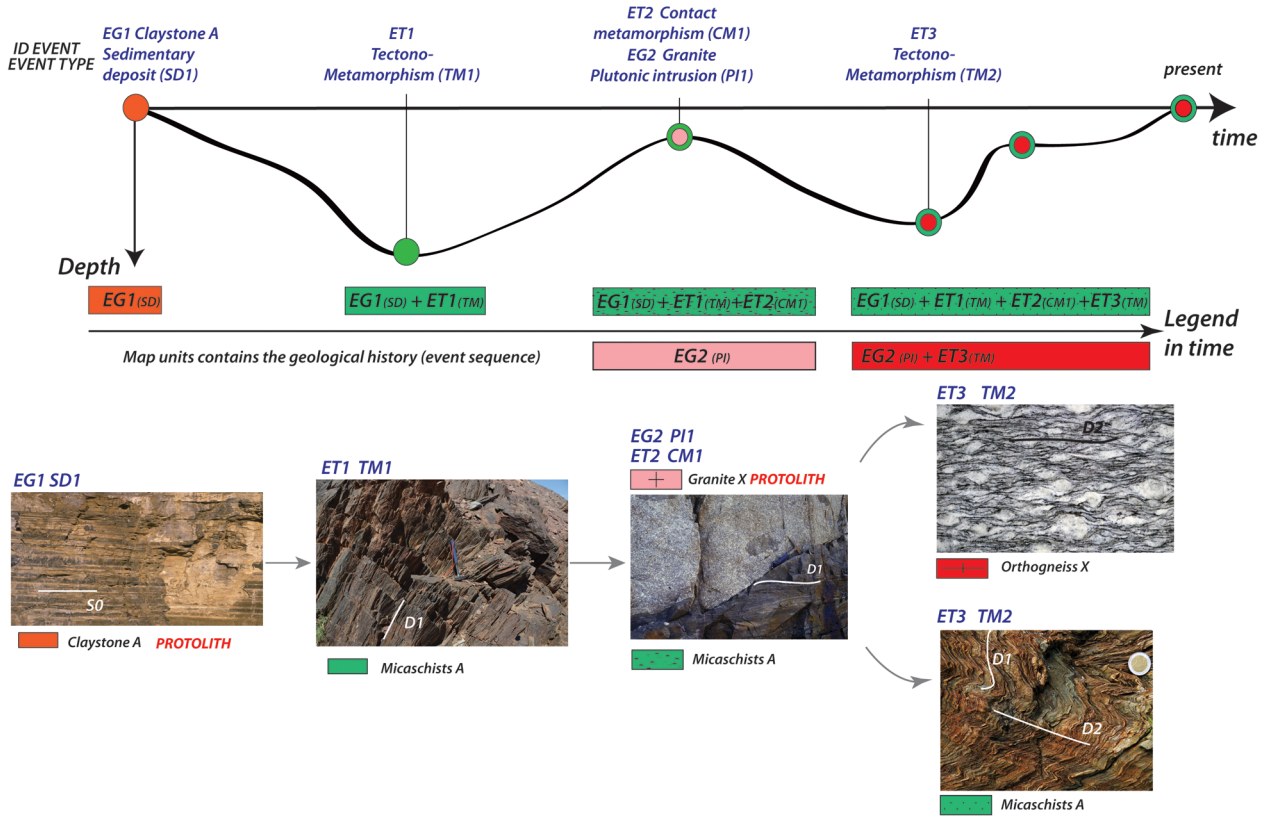 ID EVENT
EVENT TYPE
EG1 Claystone A
Sedimentary
deposit (SD1)
ET1
Tectono-
Metamorphism (TM1)
ET2 Contact
metamorphism (CM1)
EG2 Granite
Plutonic intrusion (PI1)
ET3
Tectono-
Metamorphism (TM2)
present
time
Depth
EG1(SD)
EG1(SD) + ET1(TM)
EG1(SD)+ET1(TM)+ET2(CM1)
EG1(SD) + ET1(TM) + ET2(CM1) +ET3(TM)
Legend
in time
Map units contains the geological history (event sequence)
EG2 (PI)
EG2 (PI) + ET3(TM)
EG1 SD1
S0
Claystone A PROTOLITH
ET1 TM1
D1
Micaschists A
EG2 PI1
ET2 CM1
Granite X PROTOLITH
D1
Micaschists A
ET3 TM2
D2
Orthogneiss X
ET3 TM2
D1
D2
Micaschists A